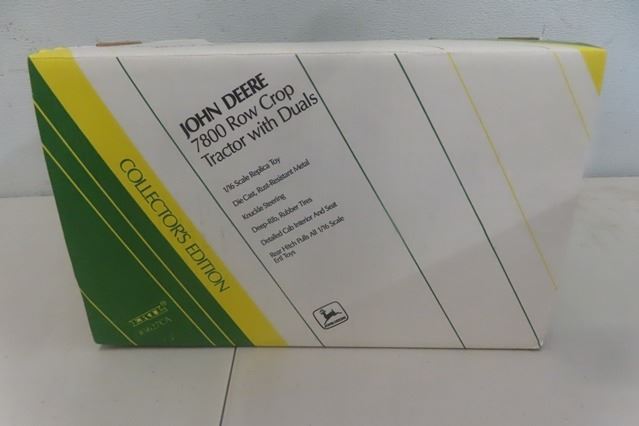 JOHN DEERE
7800 Row Crop
Tractor with Duals
1/16 Scale Replica Toy
Die Cast, Rust-Resistant Metal
Knuckle Steering
Deep-Rib, Rubber Tires
Detailed Cab Interior And Seat
Rear Hitch Pulls All 1/16 Scale
Ertl Toys
COLLECTOR'S EDITION
ERTL®
JOHN DEERE